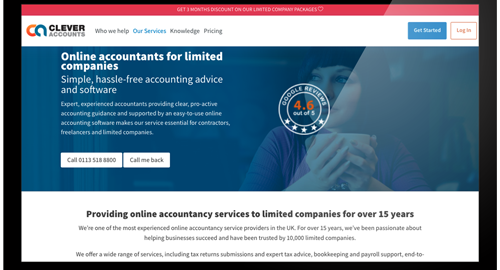 GET 3 MONTHS DISCOUNT ON OUR LIMITED COMPANY PACKAGES
CLEVER
ACCOUNTS
Who we help Our Services Knowledge Pricing
Get Started
Log In
Online accountants for limited
companies
Simple, hassle-free accounting advice
and software
Expert, experienced accountants providing clear, pro-active
accounting guidance and supported by an easy-to-use online
accounting software makes our service essential for contractors,
freelancers and limited companies.
Call 0113 518 8800
Call me back
GOOGLE REVIEWS
4.6
out of 5
Providing online accountancy services to limited companies for over 15 years
We're one of the most experienced online accountancy service providers in the UK. For over 15 years, we've been passionate about
helping businesses succeed and have been trusted by 10,000 limited companies.
We offer a wide range of services, including tax returns submissions and expert tax advice, bookkeeping and payroll support, end-to-